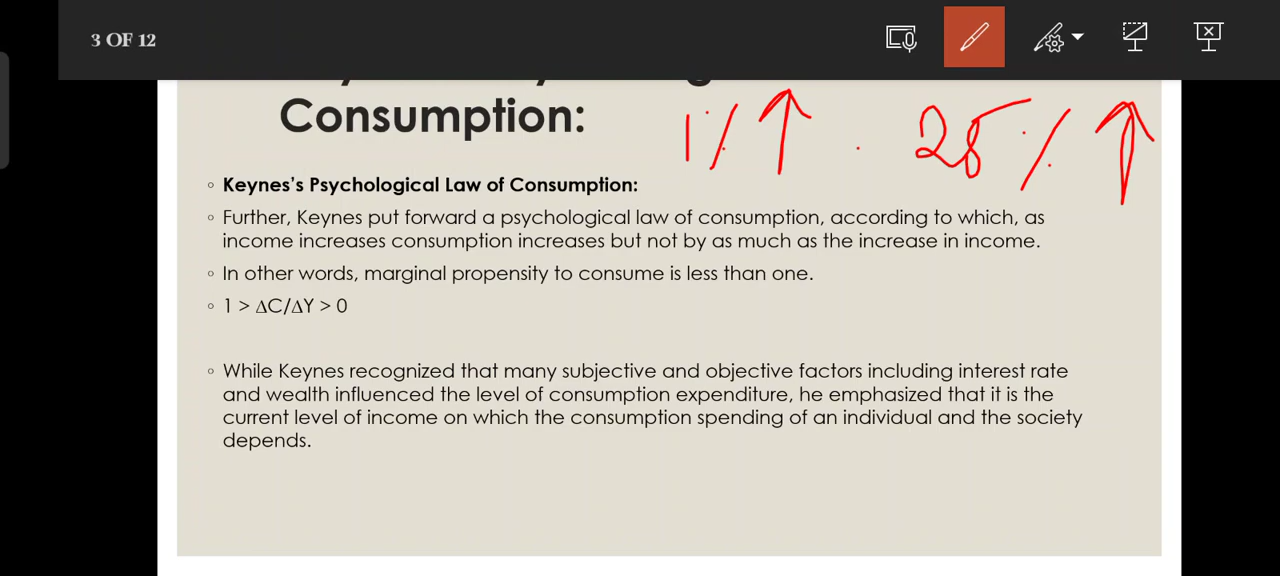 3 OF 12
Consumption:
1% ↑ 25% ↑
◦ Keynes's Psychological Law of Consumption:
◦ Further, Keynes put forward a psychological law of consumption, according to which, as
income increases consumption increases but not by as much as the increase in income.
◦ In other words, marginal propensity to consume is less than one.
◦ 1 > ∆C/∆Y > 0
◦ While Keynes recognized that many subjective and objective factors including interest rate
and wealth influenced the level of consumption expenditure, he emphasized that it is the
current level of income on which the consumption spending of an individual and the society
depends.